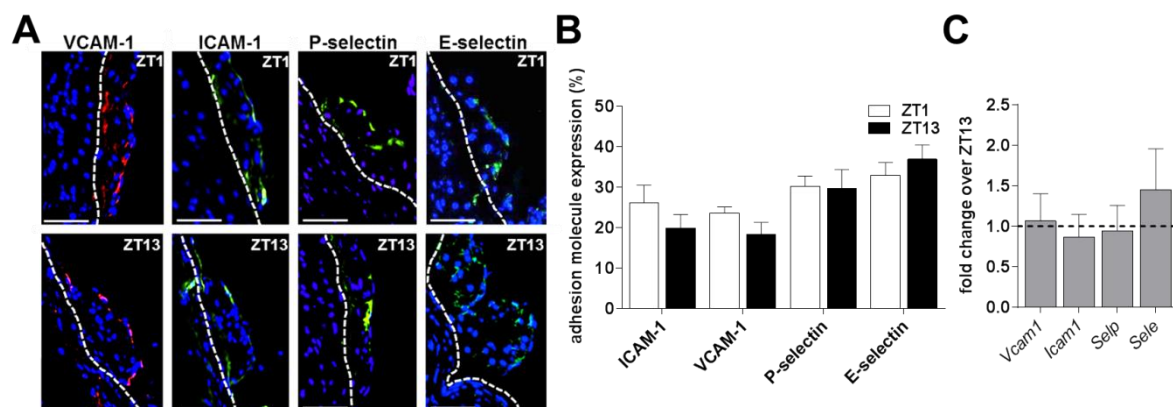 A
VCAM-1 ICAM-1 P-selectin E-selectin
ZT1 ZT1 ZT1 ZT1
ZT13 ZT13 ZT13 ZT13
B
adhesion molecule expression (%)
50
40
30
20
10
0
ZT1
ZT13
ICAM-1 VCAM-1 P-selectin E-selectin
C
fold change over ZT13
2.5
2.0
1.5
1.0
0.5
0.0
Vcam1 Icam1 Selp Sele